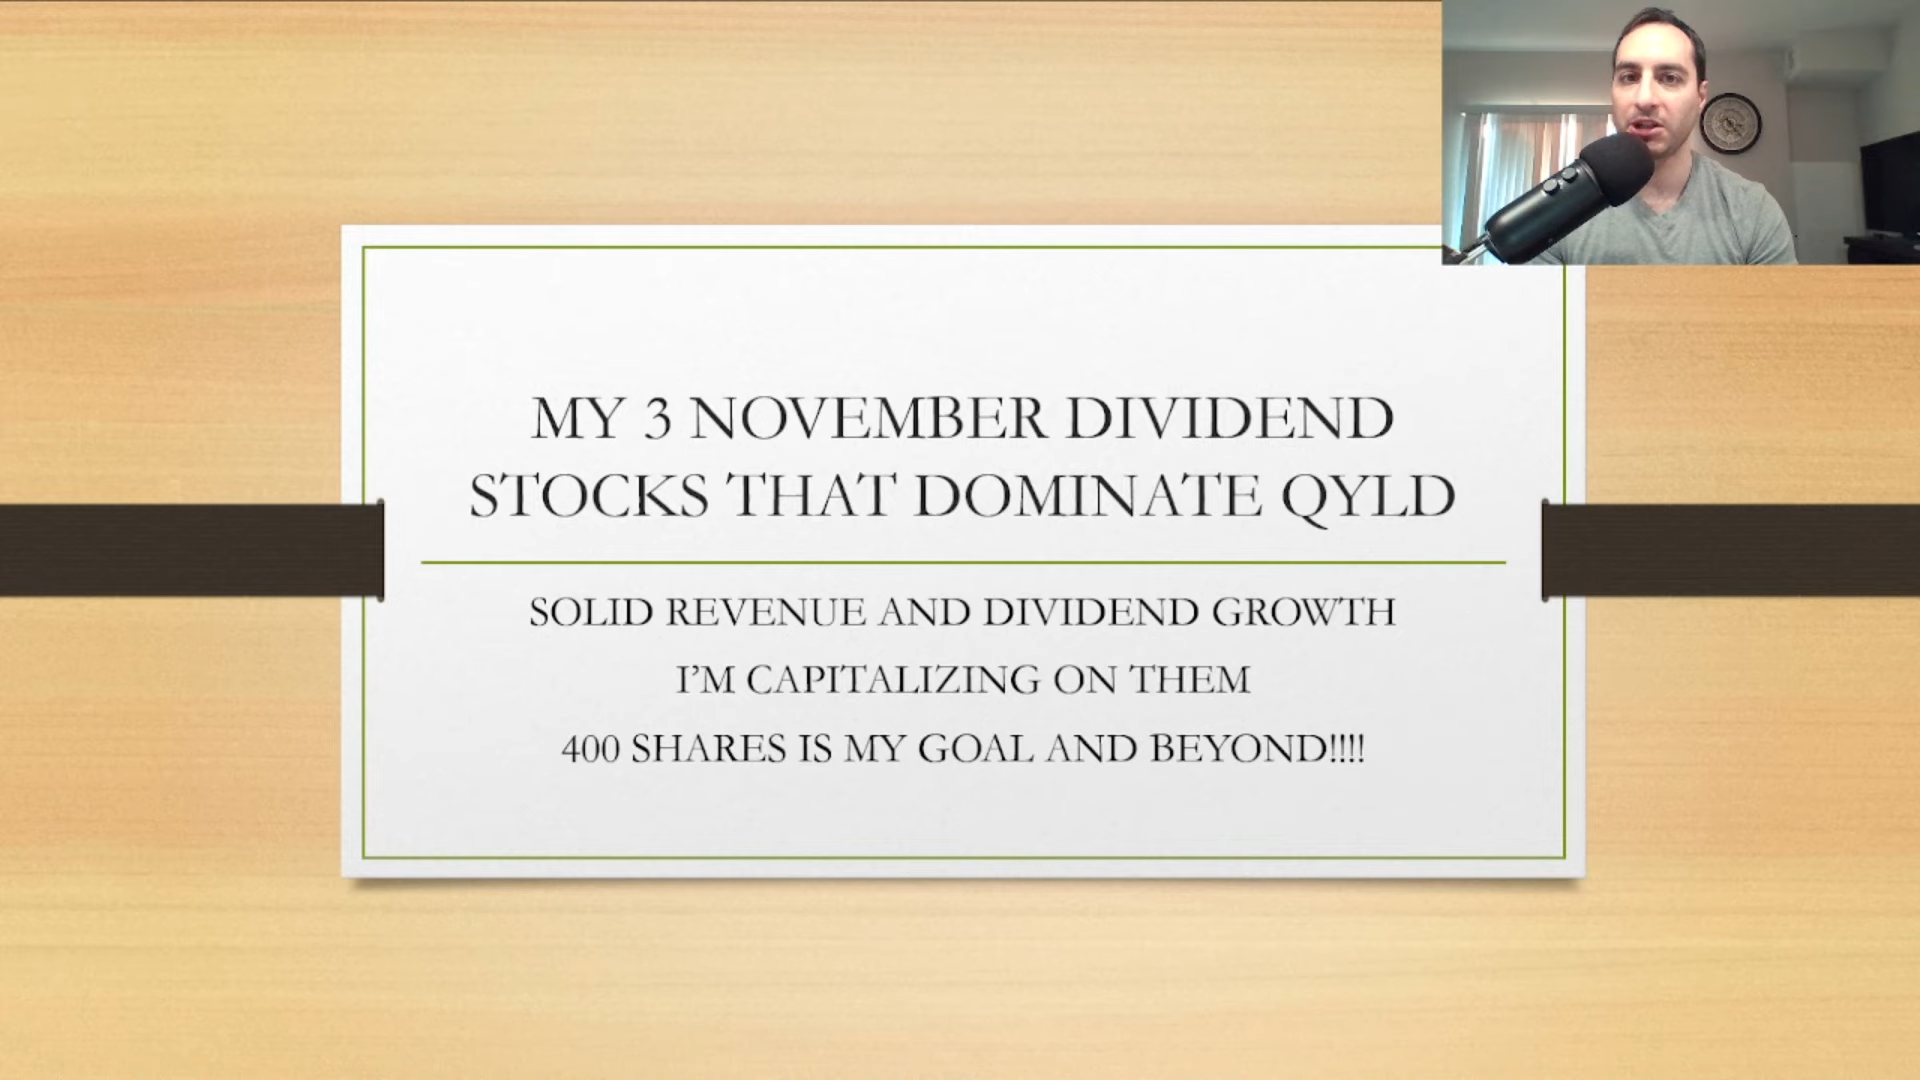 MY 3 NOVEMBER DIVIDEND
STOCKS THAT DOMINATE QYLD
SOLID REVENUE AND DIVIDEND GROWTH
I'M CAPITALIZING ON THEM
400 SHARES IS MY GOAL AND BEYOND!!!!